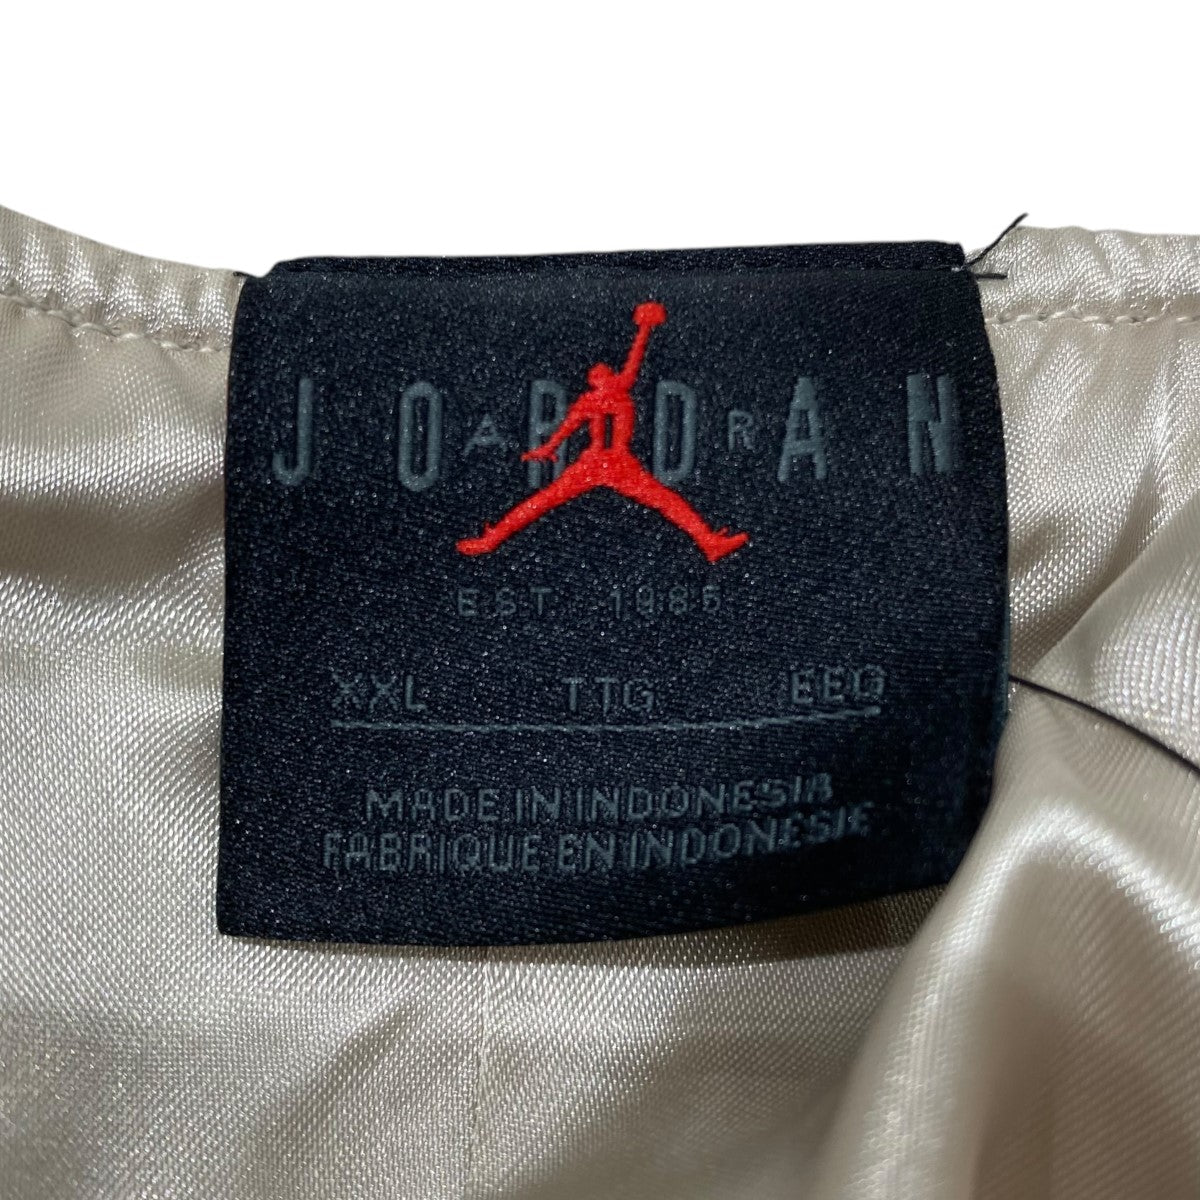 JORDAN
AIR
EST. 1985
XXL TTG EEG
MADE IN INDONESIA
FABRIQUE EN INDONESIE